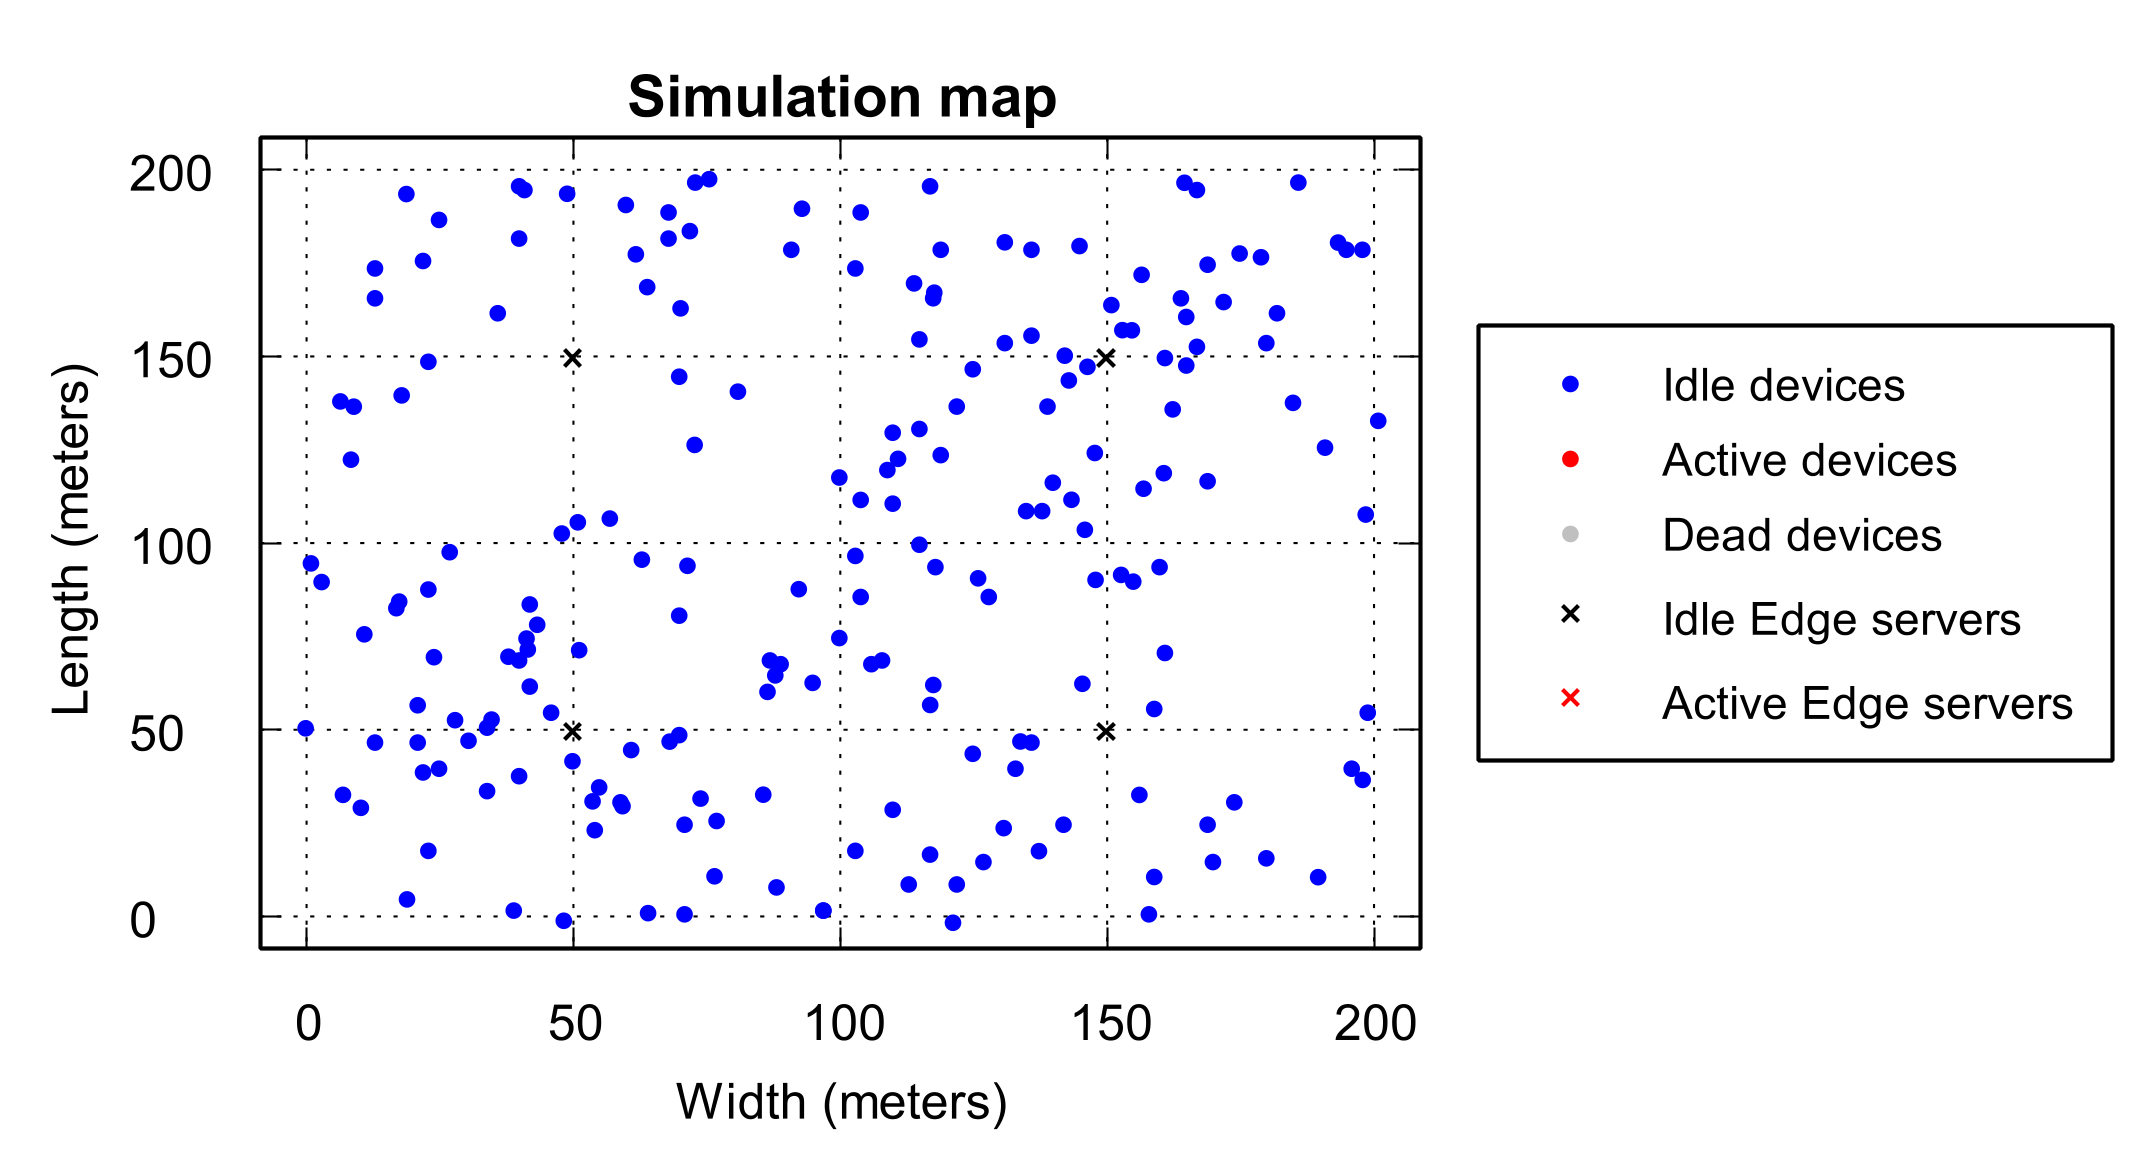 Simulation map
Length (meters)
200
150
100
50
0
0 50 100 150 200
Width (meters)
Idle devices
Active devices
Dead devices
Idle Edge servers
Active Edge servers